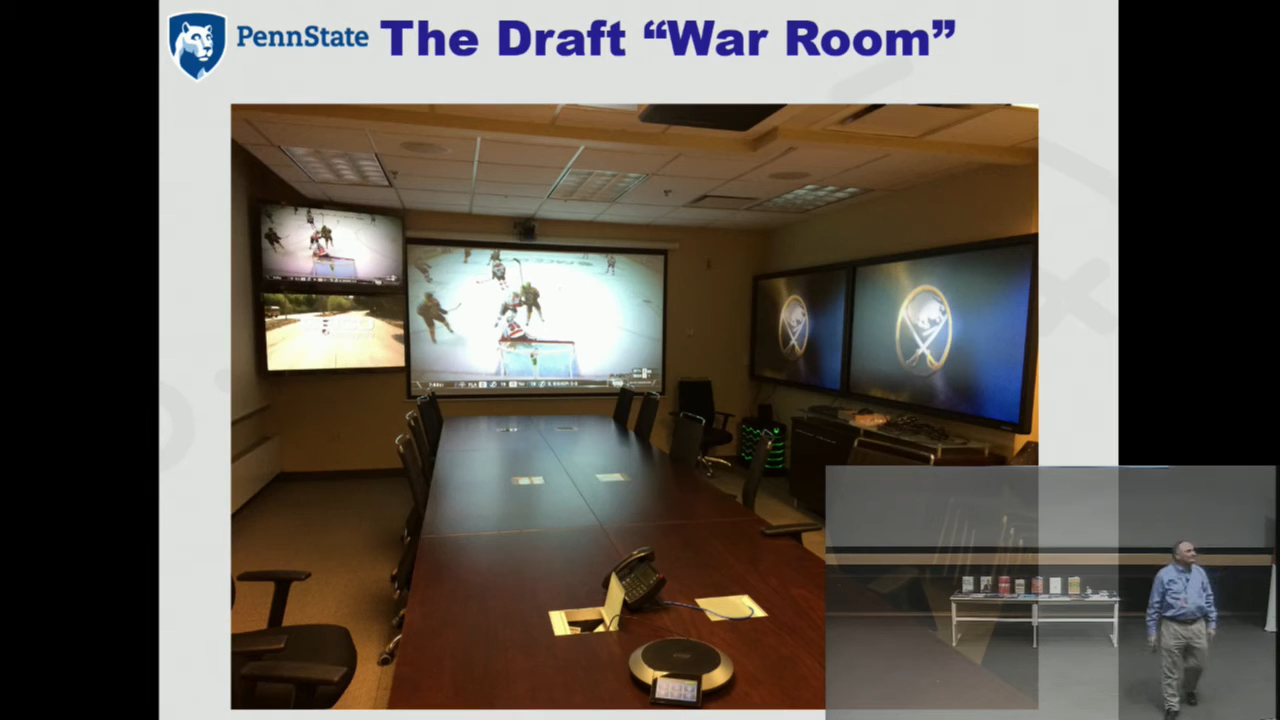 PennState
The Draft “War Room”